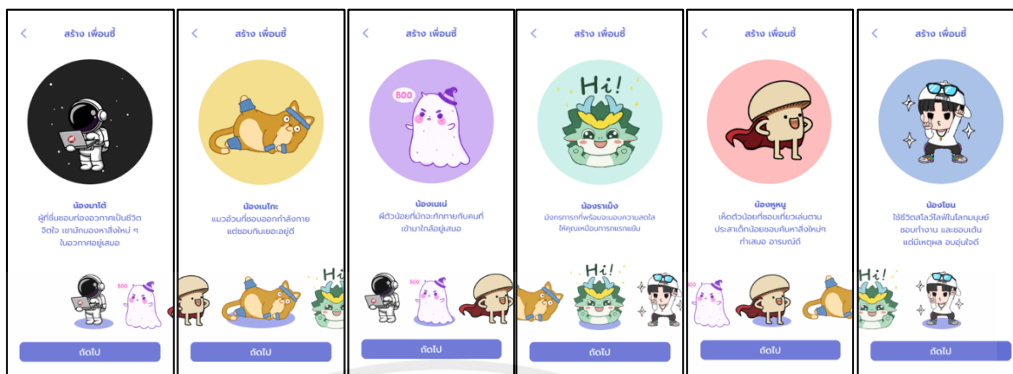 สร้าง เพื่อนซี้
น้องมาโต้
ผู้ที่ชื่นชอบท่องอวกาศเป็นชีวิต
จิตใจ เขามักมองหาสิ่งใหม่ ๆ
ในอวกาศอยู่เสมอ
BOO
ถัดไป
สร้าง เพื่อนซี้
น้องเนโกะ
แมวอ้วนที่ชอบออกกำลังกาย
แต่ชอบกินเยอะอยู่ดี
Hi!
ถัดไป
สร้าง เพื่อนซี้
BOO
น้องเนเน่
ผีตัวน้อยที่มักจะทักทายกับคนที่
เข้ามาใกล้อยู่เสมอ
BOO
ถัดไป
สร้าง เพื่อนซี้
Hi!
น้องราเม็ง
มังกรทารกที่พร้อมจะมอบความสดใส
ให้คุณเหมือนทารกแรกแย้ม
Hi!
ถัดไป
สร้าง เพื่อนซี้
น้องหูหนู
เห็ดตัวน้อยที่ชอบเที่ยวเล่นตาม
ประสาเด็กน้อยชอบค้นหาสิ่งใหม่ๆ
ทำเสมอ อารมณ์ดี
ถัดไป
สร้าง เพื่อนซี้
น้องโซน
ใช้ชีวิตสโลว์ไลฟ์ในโลกมนุษย์
ชอบทำงาน และชอบเต้น
แต่มีเหตุผล อบอุ่นใจดี
Hi!
ถัดไป